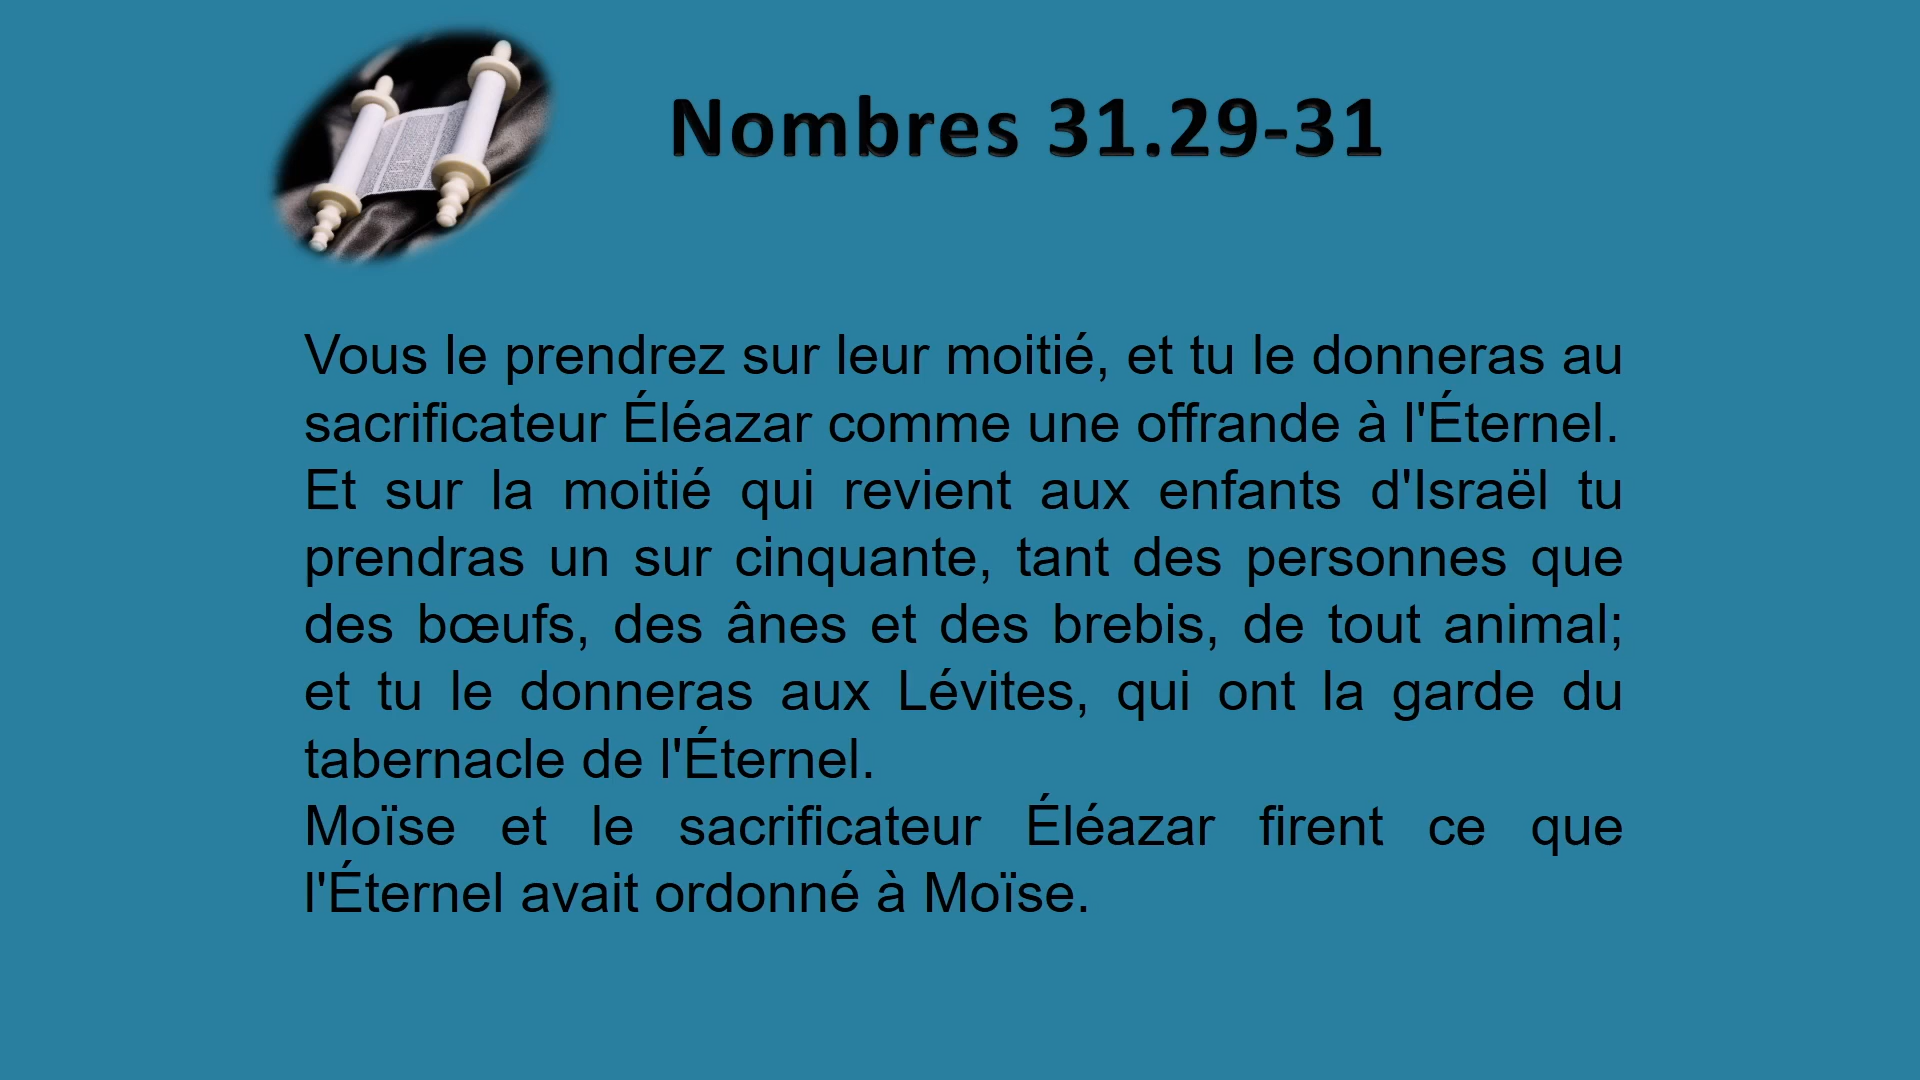 Nombres 31.29-31
Vous le prendrez sur leur moitié, et tu le donneras au
sacrificateur Éléazar comme une offrande à l'Éternel.
Et sur la moitié qui revient aux enfants d'Israël tu
prendras un sur cinquante, tant des personnes que
des bœufs, des ânes et des brebis, de tout animal;
et tu le donneras aux Lévites, qui ont la garde du
tabernacle de l'Éternel.
Moïse et le sacrificateur Éléazar firent ce que
l'Éternel avait ordonné à Moïse.